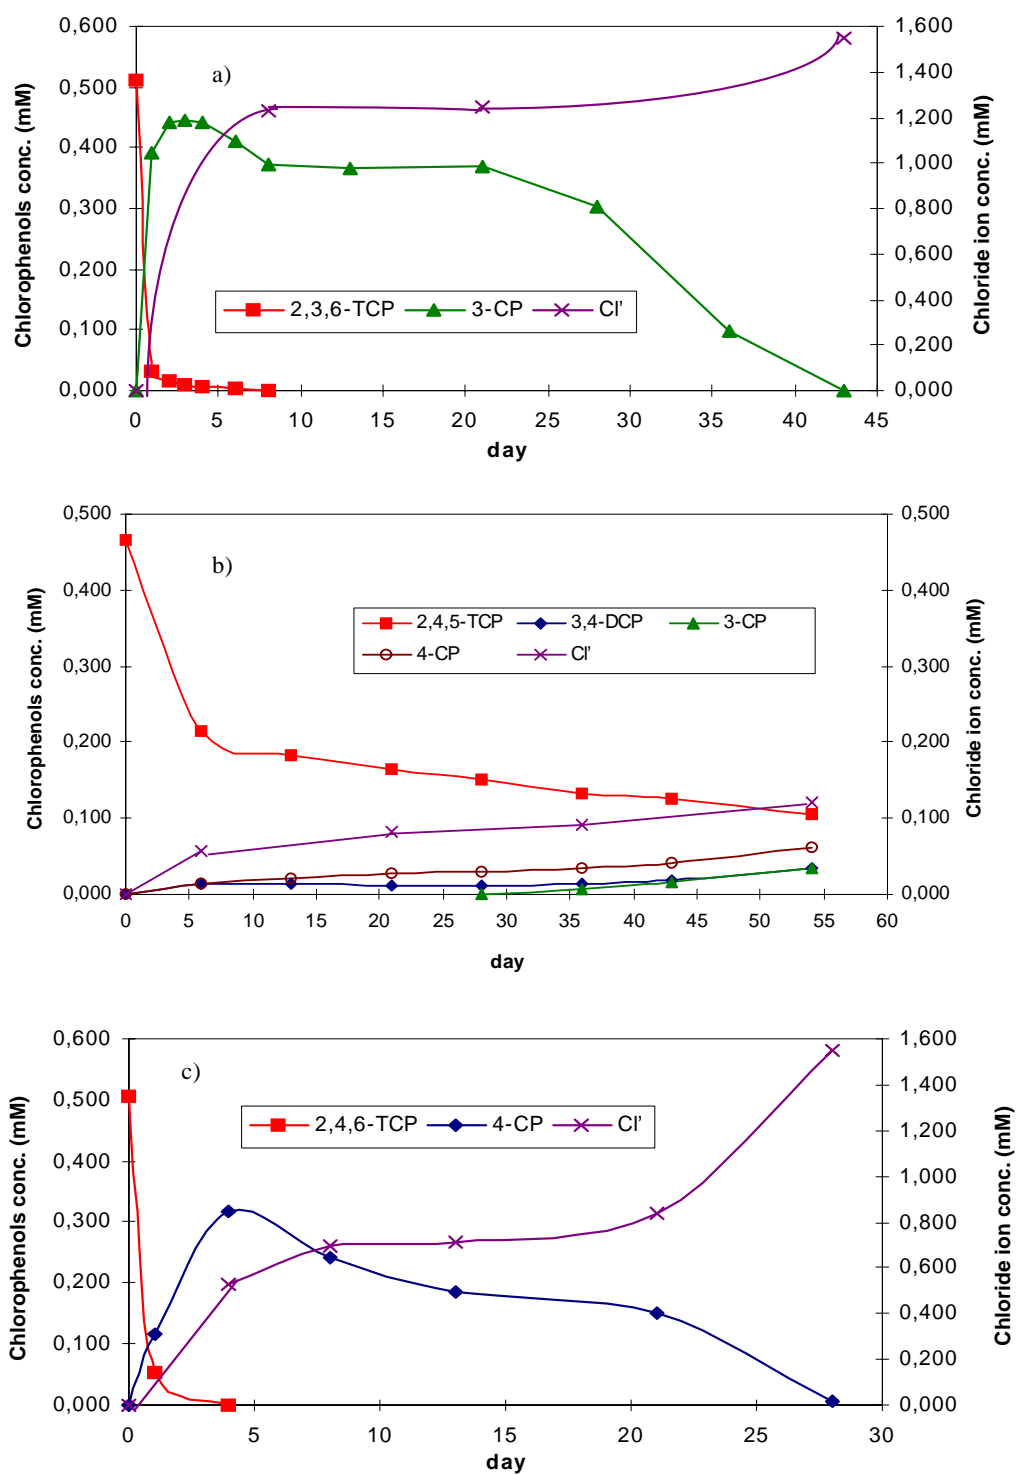 a)
Chlorophenols conc. (mM)
0,600
0,500
0,400
0,300
0,200
0,100
0,000
1,600
1,400
1,200
1,000
0,800
0,600
0,400
0,200
0,000
Chloride ion conc. (mM)
2,3,6-TCP 3-CP Cl'
0 5 10 15 20 25 30 35 40 45
day
b)
Chlorophenols conc. (mM)
0,500
0,400
0,300
0,200
0,100
0,000
0,500
0,400
0,300
0,200
0,100
0,000
Chloride ion conc. (mM)
2,4,5-TCP 3,4-DCP 3-CP
4-CP Cl'
0 5 10 15 20 25 30 35 40 45 50 55 60
day
c)
Chlorophenols conc. (mM)
0,600
0,500
0,400
0,300
0,200
0,100
0,000
1,600
1,400
1,200
1,000
0,800
0,600
0,400
0,200
0,000
Chloride ion conc. (mM)
2,4,6-TCP 4-CP Cl'
0 5 10 15 20 25 30
day